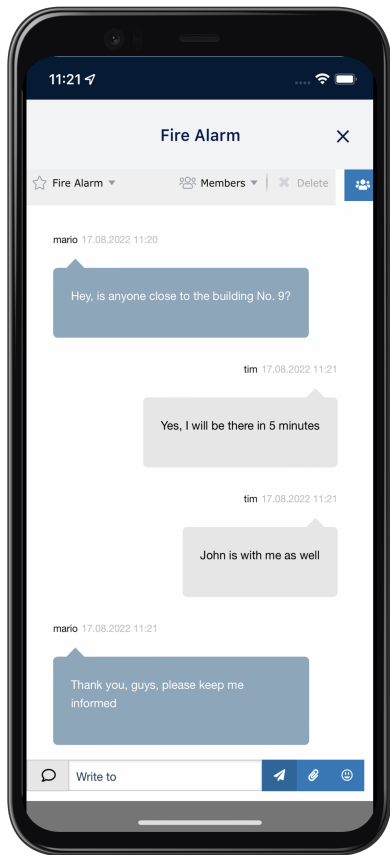 11:21
Fire Alarm
Fire Alarm
Members
Delete
mario 17.08.2022 11:20
Hey, is anyone close to the building No. 9?
tim 17.08.2022 11:21
Yes, I will be there in 5 minutes
tim 17.08.2022 11:21
John is with me as well
mario 17.08.2022 11:21
Thank you, guys, please keep me
informed
Write to